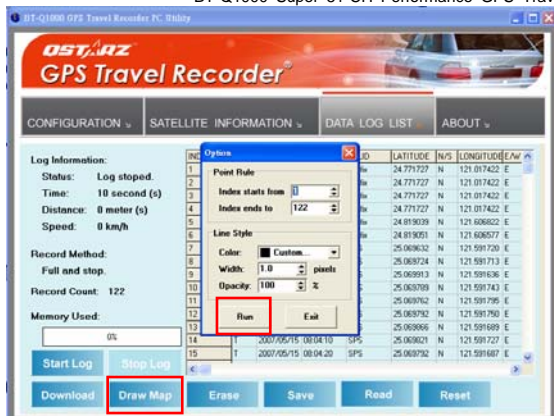 BT-Q1000 Super 51-CH Performance GPS Trav
BT-Q1000 GPS Travel Recorder PC Utility
QSTARZ
GPS Travel Recorder
CONFIGURATION SATELLITE INFORMATION DATA LOG LIST ABOUT
Log Information:
Status: Log stoped.
Time: 10 second (s)
Distance: 0 meter (s)
Speed: 0 km/h
Record Method:
Full and stop.
Record Count: 122
Memory Used:
0%
Start Log Stop Log
LATITUDE N/S LONGITUDE E/W
1 24.771727 N 121.017422 E
2 24.771727 N 121.017422 E
3 24.771727 N 121.017422 E
4 24.771727 N 121.017422 E
5 24.819039 N 121.606822 E
6 24.819051 N 121.606577 E
7 25.069632 N 121.591720 E
8 25.069724 N 121.591713 E
9 25.069913 N 121.591636 E
10 25.069789 N 121.591743 E
11 25.069762 N 121.591795 E
12 25.069792 N 121.591750 E
13 25.069866 N 121.591689 E
14 T 2007/05/15 08:04:10 SPS 25.069821 N 121.591727 E
15 T 2007/05/15 08:04:20 SPS 25.069792 N 121.591687 E
Option
Point Rule
Index starts from 1
Index ends to 122
Line Style
Color: Custom...
Width: 1.0 pixels
Opacity: 100 %
Run Exit
Download Draw Map Erase Save Read Reset